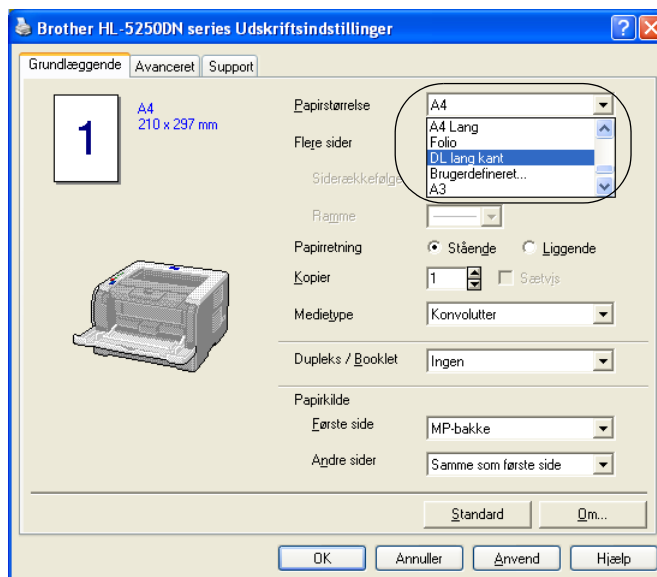 Brother HL-5250DN series Udskriftsindstillinger
Grundlæggende Avanceret Support
1
A4
210 x 297 mm
Papirstørrelse A4
A4 Lang
Folio
DL lang kant
Brugerdefineret...
A3
Flere sider
Siderækkefølge
Ramme
Papirretning Stående Liggende
Kopier 1 Sætvis
Medietype Konvolutter
Dupleks / Booklet Ingen
Papirkilde
Første side MP-bakke
Andre sider Samme som første side
Standard Om...
OK Annuller Anvend Hjælp